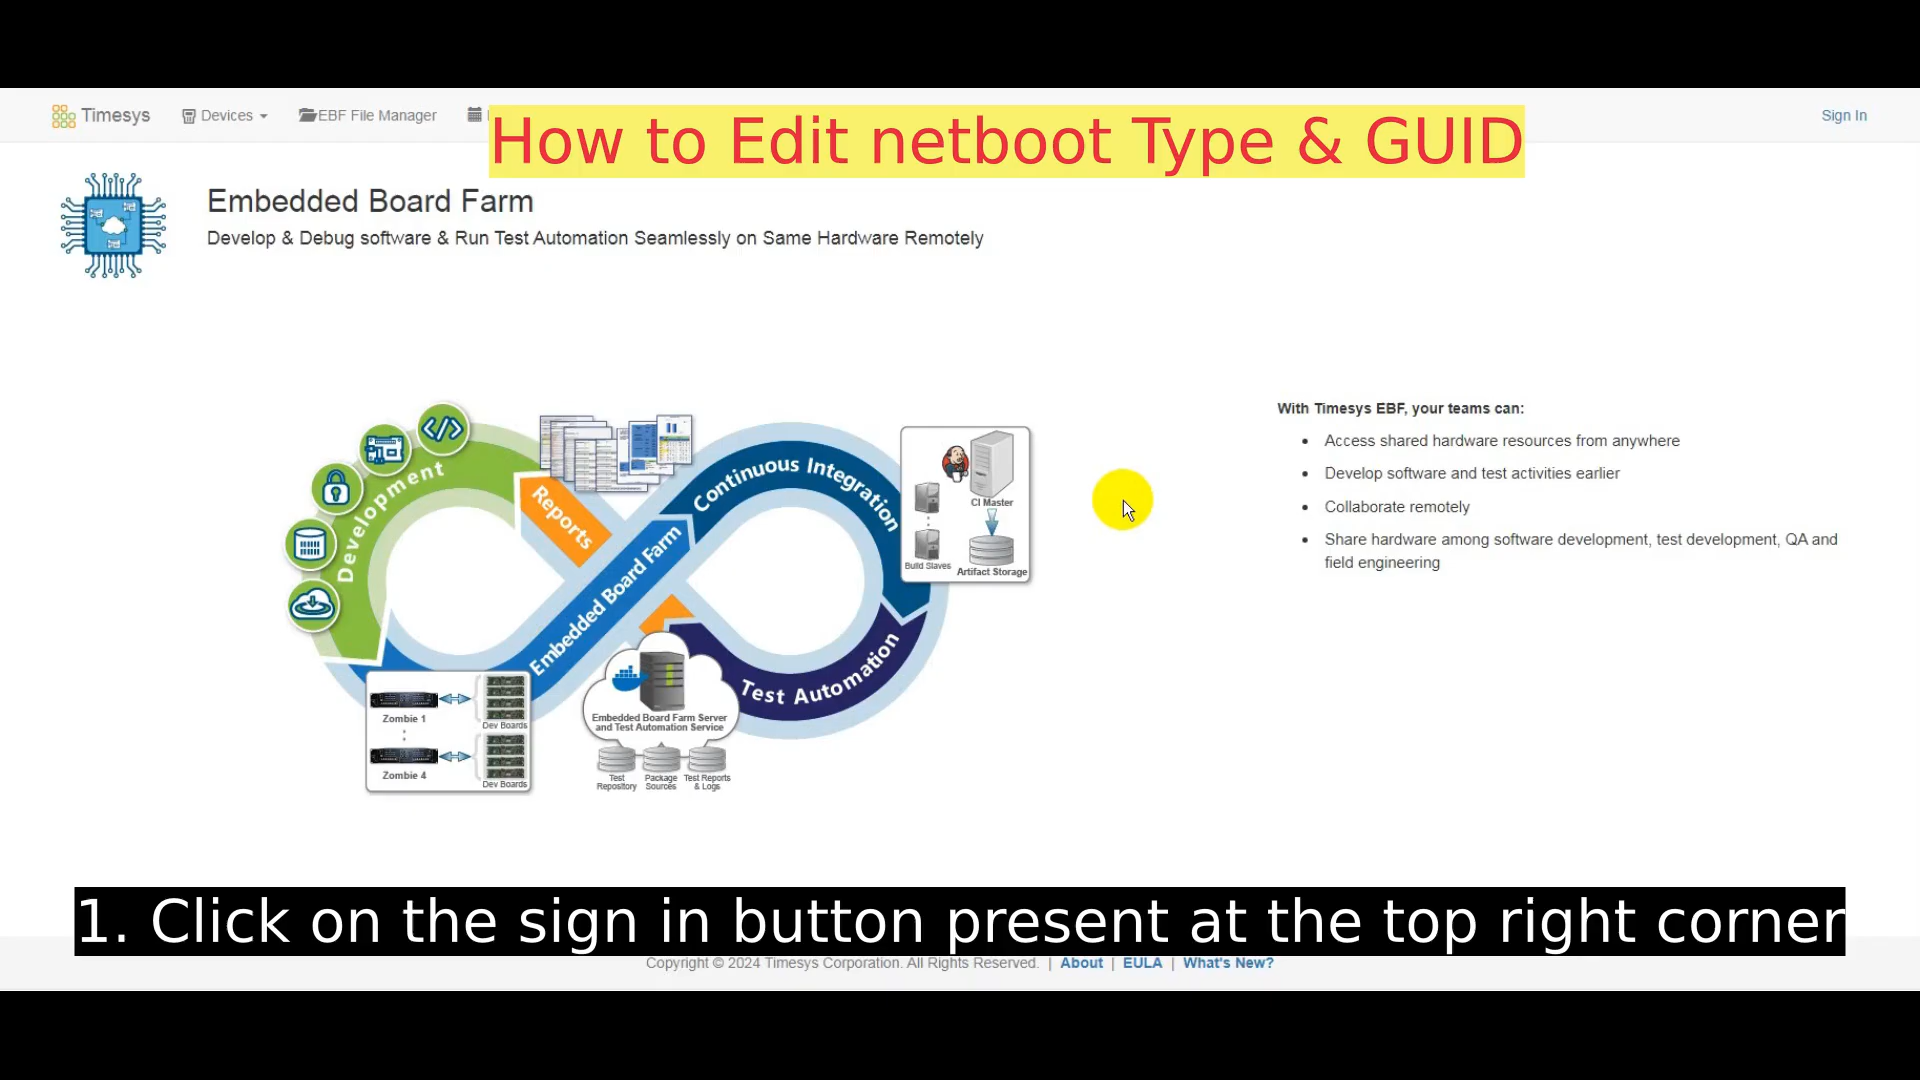 Timesys
Devices
EBF File Manager
Sign In
How to Edit netboot Type & GUID
Embedded Board Farm
Develop & Debug software & Run Test Automation Seamlessly on Same Hardware Remotely
With Timesys EBF, your teams can:
Access shared hardware resources from anywhere
Develop software and test activities earlier
Collaborate remotely
Share hardware among software development, test development, QA and
field engineering
Development
Reports
Continuous Integration
Embedded Board Farm
Test Automation
CI Master
Build Slaves
Artifact Storage
Zombie 1
Dev Boards
Zombie 4
Dev Boards
Embedded Board Farm Server
and Test Automation Service
Test
Repository
Package
Sources
Test Reports
& Logs
1. Click on the sign in button present at the top right corner
Copyright © 2024 Timesys Corporation. All Rights Reserved. | About | EULA | What's New?